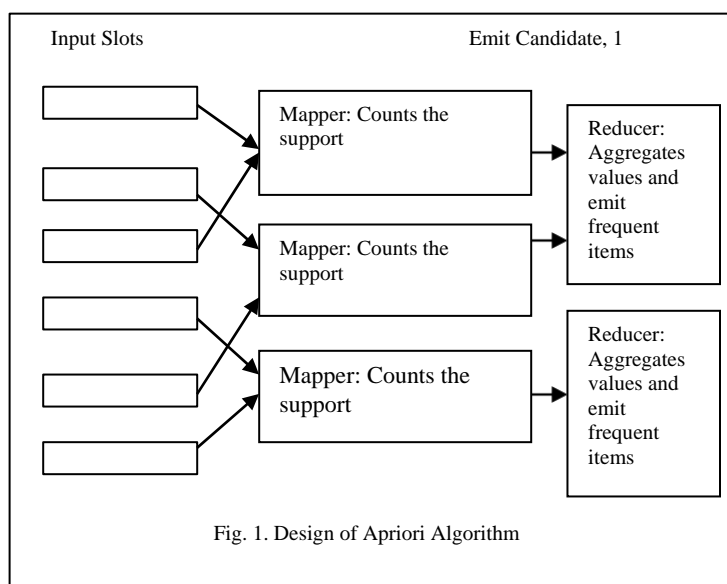 Input Slots
Emit Candidate, 1
Mapper: Counts the
support
Mapper: Counts the
support
Mapper: Counts the
support
Reducer:
Aggregates
values and
emit
frequent
items
Reducer:
Aggregates
values and
emit
frequent
items
Fig. 1. Design of Apriori Algorithm